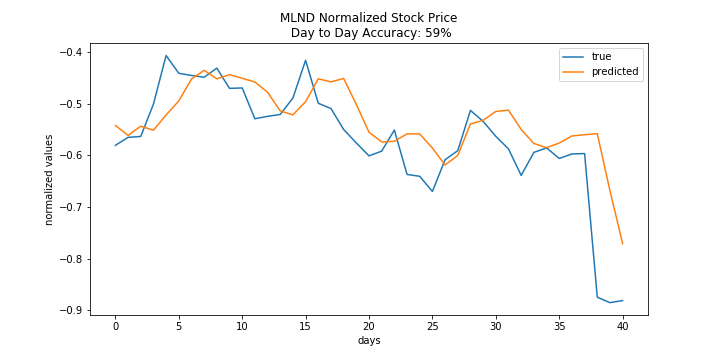 MLND Normalized Stock Price
Day to Day Accuracy: 59%
true
predicted
normalized values
−0.4
−0.5
−0.6
−0.7
−0.8
−0.9
0 5 10 15 20 25 30 35 40
days